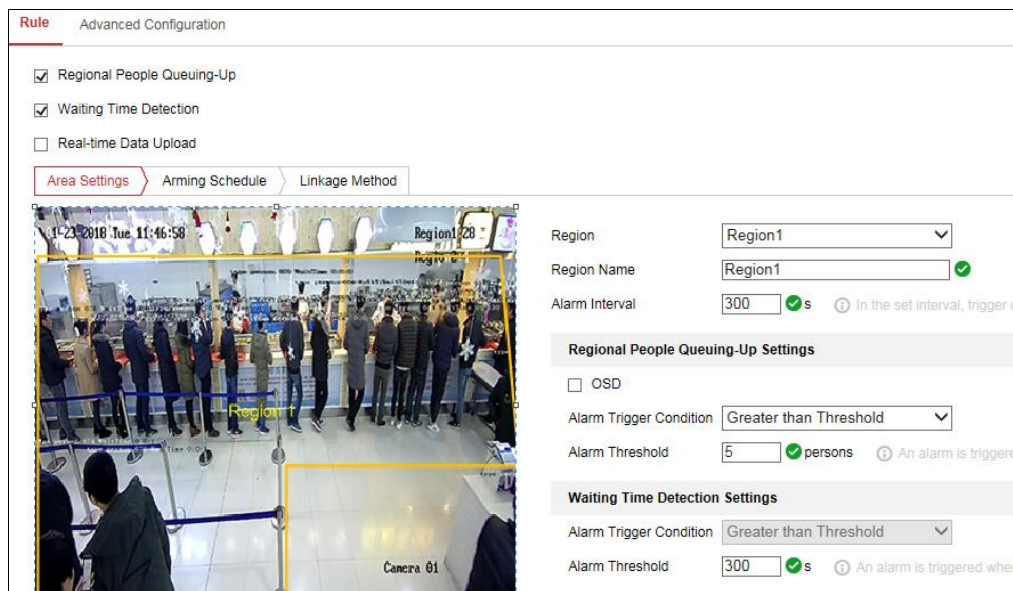 Rule Advanced Configuration
Regional People Queuing-Up
Waiting Time Detection
Real-time Data Upload
Area Settings Arming Schedule Linkage Method
1-23-2018 Tue 11:46:58 Region1 28
Region 1
Camera 01
Region Region1
Region Name Region1
Alarm Interval 300 s In the set interval, trigger
Regional People Queuing-Up Settings
OSD
Alarm Trigger Condition Greater than Threshold
Alarm Threshold 5 persons An alarm is triggere
Waiting Time Detection Settings
Alarm Trigger Condition Greater than Threshold
Alarm Threshold 300 s An alarm is triggered whe